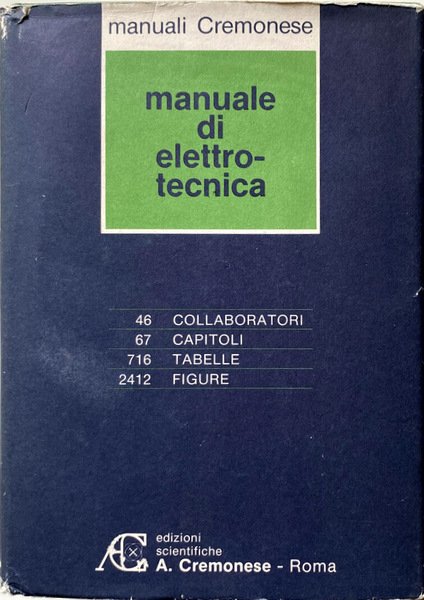 manuali Cremonese
manuale
di
elettro-
tecnica
46 COLLABORATORI
67 CAPITOLI
716 TABELLE
2412 FIGURE
edizioni
scientifiche
A. Cremonese - Roma